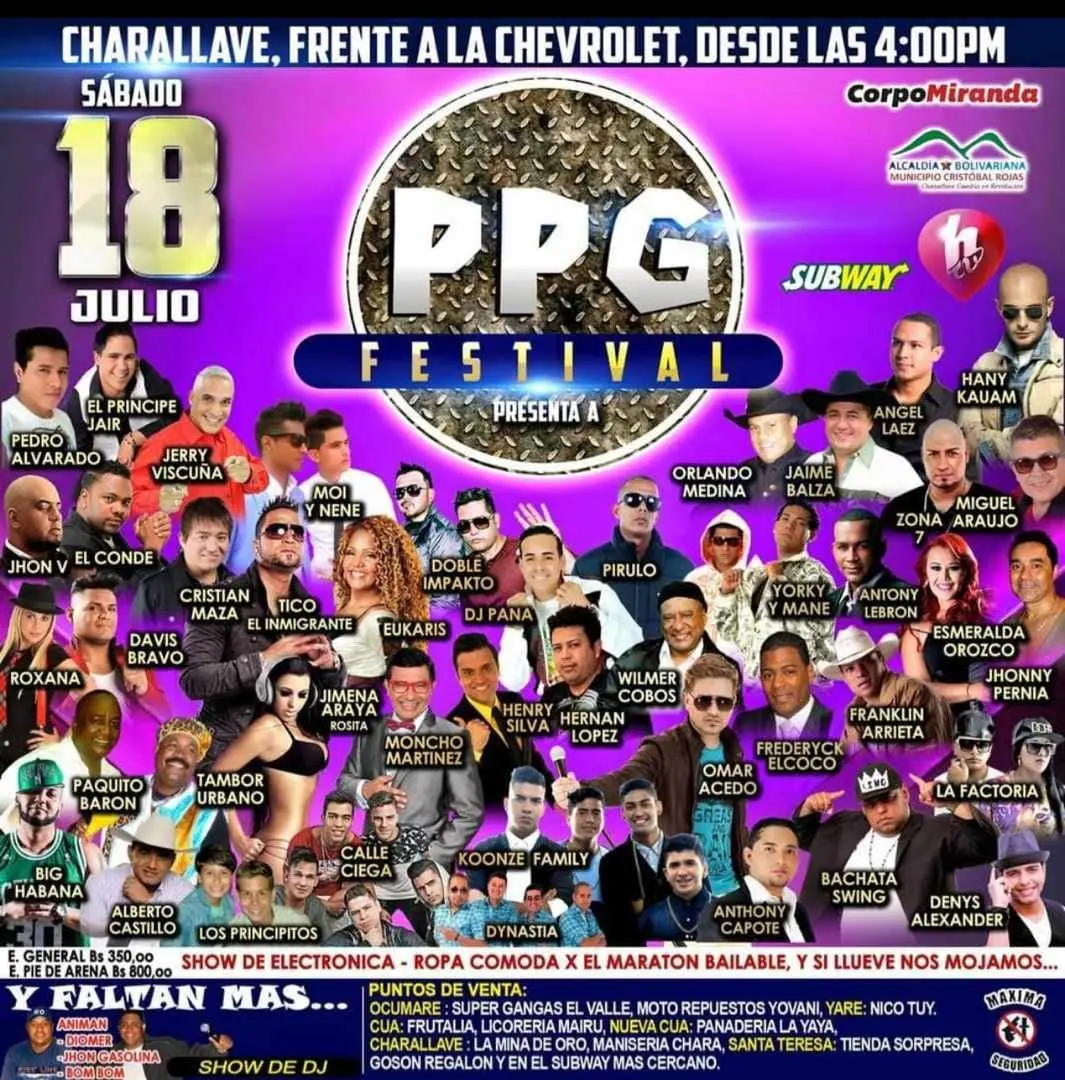 CHARALLAVE, FRENTE A LA CHEVROLET, DESDE LAS 4:00PM
SÁBADO
18
JULIO
CorpoMiranda
ALCALDÍA BOLIVARIANA
MUNICIPIO CRISTÓBAL ROJAS
Charallave Cambia en Revolución
SUBWAY
h
tv
PPG
FESTIVAL
PRESENTA A
PEDRO
ALVARADO
EL PRINCIPE
JAIR
JERRY
VISCUÑA
MOI
Y NENE
ORLANDO
MEDINA
JAIME
BALZA
ANGEL
LAEZ
HANY
KAUAM
JHON V
EL CONDE
CRISTIAN
MAZA
TICO
EL INMIGRANTE
EUKARIS
DOBLE
IMPAKTO
DJ PANA
PIRULO
YORKY
Y MANE
ANTONY
LEBRON
ZONA
7
MIGUEL
ARAUJO
ESMERALDA
OROZCO
ROXANA
DAVIS
BRAVO
JIMENA
ARAYA
ROSITA
MONCHO
MARTINEZ
HENRY
SILVA
HERNAN
LOPEZ
WILMER
COBOS
OMAR
ACEDO
FREDERYCK
ELCOCO
FRANKLIN
ARRIETA
JHONNY
PERNIA
PAQUITO
BARON
TAMBOR
URBANO
LA FACTORIA
BIG
HABANA
30
ALBERTO
CASTILLO
LOS PRINCIPITOS
CALLE
CIEGA
KOONZE FAMILY
DYNASTIA
GREAS
ANTHONY
CAPOTE
BACHATA
SWING
DENYS
ALEXANDER
E. GENERAL Bs 350,oo
E. PIE DE ARENA Bs 800,oo
SHOW DE ELECTRONICA - ROPA COMODA X EL MARATON BAILABLE, Y SI LLUEVE NOS MOJAMOS...
Y FALTAN MAS...
ANIMAN
- DIOMER
- JHON GASOLINA
- BOM BOM
SHOW DE DJ
PUNTOS DE VENTA:
OCUMARE : SUPER GANGAS EL VALLE, MOTO REPUESTOS YOVANI, YARE: NICO TUY.
CUA: FRUTALIA, LICORERIA MAIRU, NUEVA CUA: PANADERIA LA YAYA,
CHARALLAVE : LA MINA DE ORO, MANISERIA CHARA, SANTA TERESA: TIENDA SORPRESA,
GOSON REGALON Y EN EL SUBWAY MAS CERCANO.
MAXIMA
SEGURIDAD